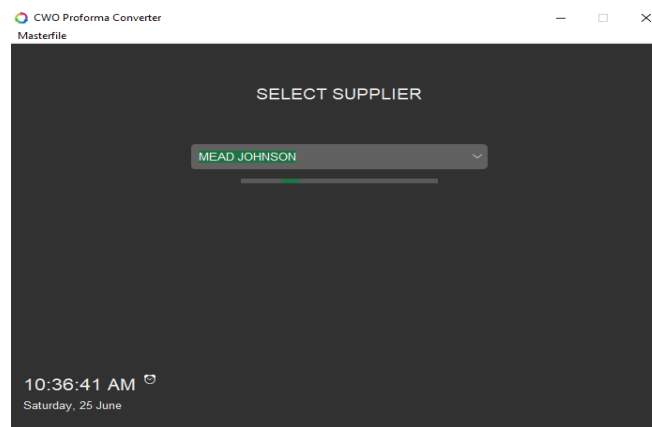 CWO Proforma Converter
Masterfile
SELECT SUPPLIER
MEAD JOHNSON
10:36:41 AM
Saturday, 25 June